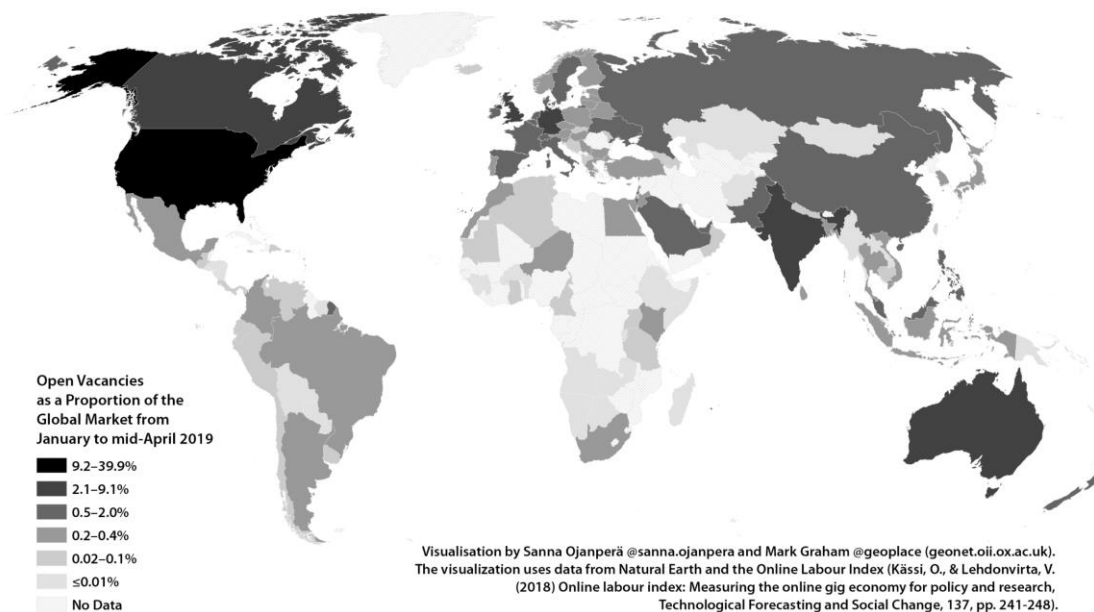 Open Vacancies
as a Proportion of the
Global Market from
January to mid-April 2019
9.2–39.9%
2.1–9.1%
0.5–2.0%
0.2–0.4%
0.02–0.1%
≤0.01%
No Data
Visualisation by Sanna Ojanperä @sanna.ojanpera and Mark Graham @geoplace (geonet.oii.ox.ac.uk).
The visualization uses data from Natural Earth and the Online Labour Index (Kässi, O., & Lehdonvirta, V.
(2018) Online labour index: Measuring the online gig economy for policy and research,
Technological Forecasting and Social Change, 137, pp. 241-248).